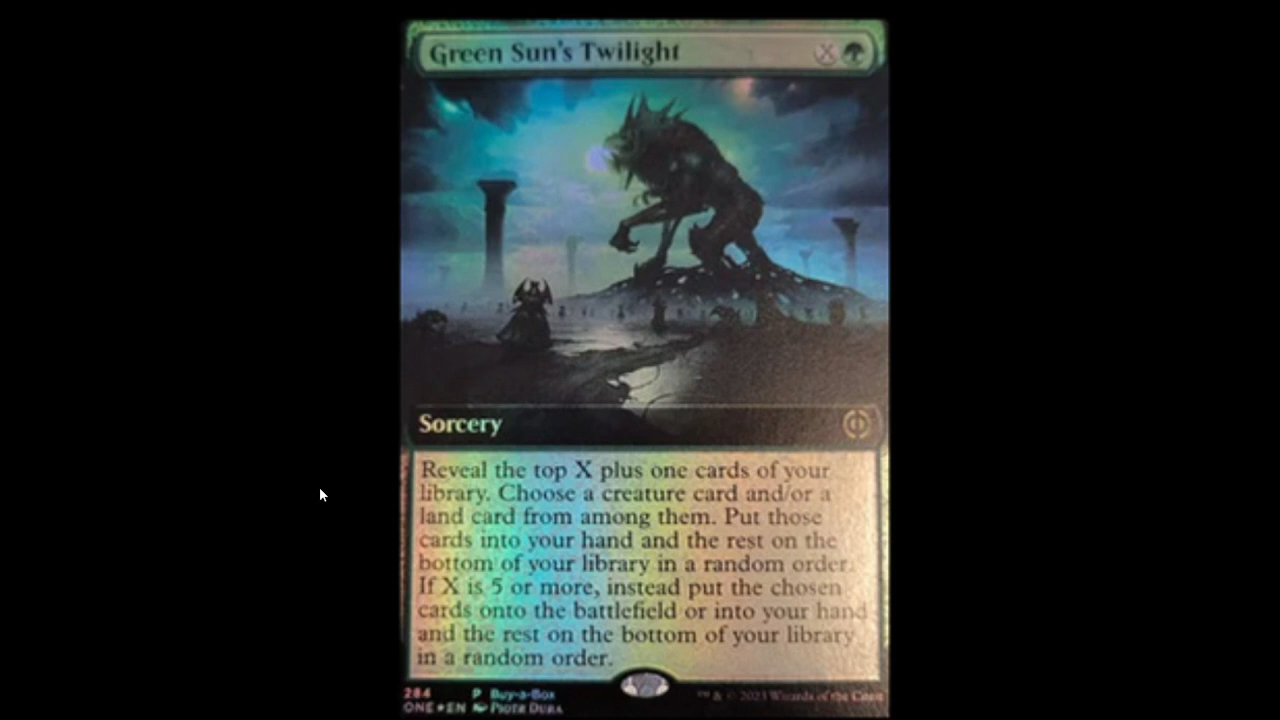 Green Sun's Twilight X
Sorcery
Reveal the top X plus one cards of your
library. Choose a creature card and/or a
land card from among them. Put those
cards into your hand and the rest on the
bottom of your library in a random order.
If X is 5 or more, instead put the chosen
cards onto the battlefield or into your hand
and the rest on the bottom of your library
in a random order.
284 P Buy-a-Box
ONE★EN Piotr Dura
™ & © 2023 Wizards of the Coast